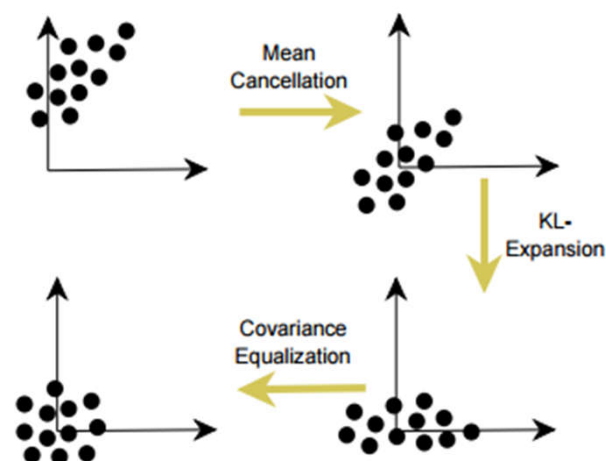 Mean
Cancellation
KL-
Expansion
Covariance
Equalization